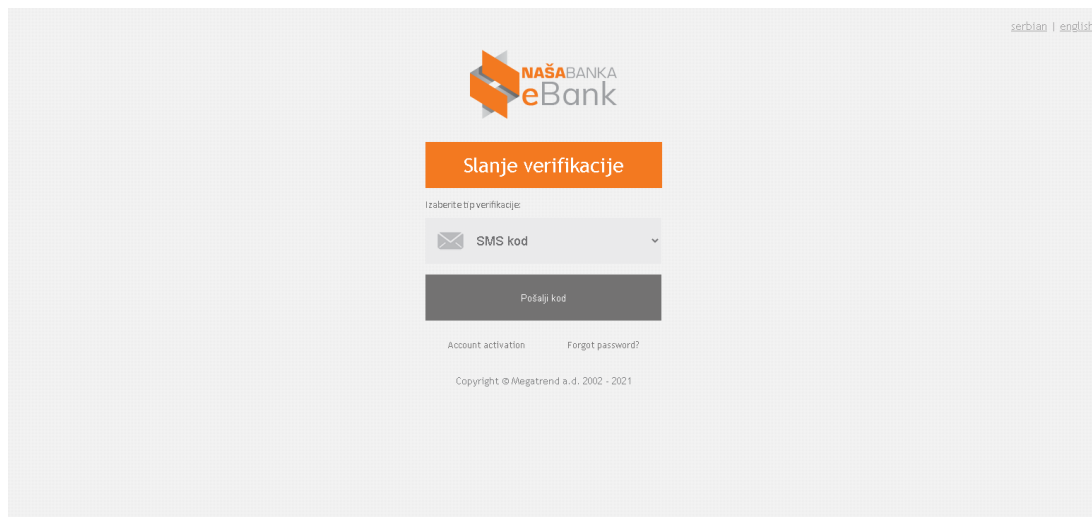 serbian | english
NAŠABANKA
eBank
Slanje verifikacije
Izaberite tip verifikacije:
SMS kod
Pošalji kod
Account activation Forgot password?
Copyright © Megatrend a.d. 2002 - 2021